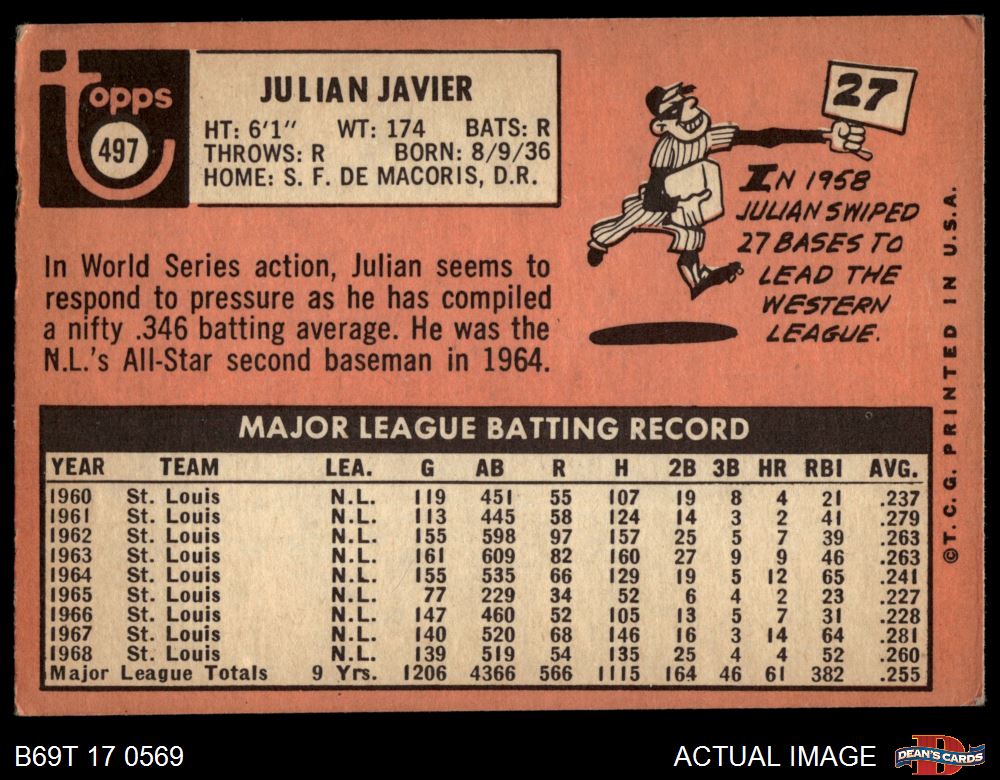 Topps
497
JULIAN JAVIER
HT: 6'1" WT: 174 BATS: R
THROWS: R BORN: 8/9/36
HOME: S. F. DE MACORIS, D.R.
27
IN 1958
JULIAN SWIPED
27 BASES TO
LEAD THE
WESTERN
LEAGUE.
In World Series action, Julian seems to
respond to pressure as he has compiled
a nifty .346 batting average. He was the
N.L.'s All-Star second baseman in 1964.
©T. C. G. PRINTED IN U.S.A.
MAJOR LEAGUE BATTING RECORD
YEAR TEAM LEA. G AB R H 2B 3B HR RBI AVG.
1960 St. Louis N.L. 119 451 55 107 19 8 4 21 .237
1961 St. Louis N.L. 113 445 58 124 14 3 2 41 .279
1962 St. Louis N.L. 155 598 97 157 25 5 7 39 .263
1963 St. Louis N.L. 161 609 82 160 27 9 9 46 .263
1964 St. Louis N.L. 155 535 66 129 19 5 12 65 .241
1965 St. Louis N.L. 77 229 34 52 6 4 2 23 .227
1966 St. Louis N.L. 147 460 52 105 13 5 7 31 .228
1967 St. Louis N.L. 140 520 68 146 16 3 14 64 .281
1968 St. Louis N.L. 139 519 54 135 25 4 4 52 .260
Major League Totals 9 Yrs. 1206 4366 566 1115 164 46 61 382 .255
B69T 17 0569
ACTUAL IMAGE
DEAN'S CARDS